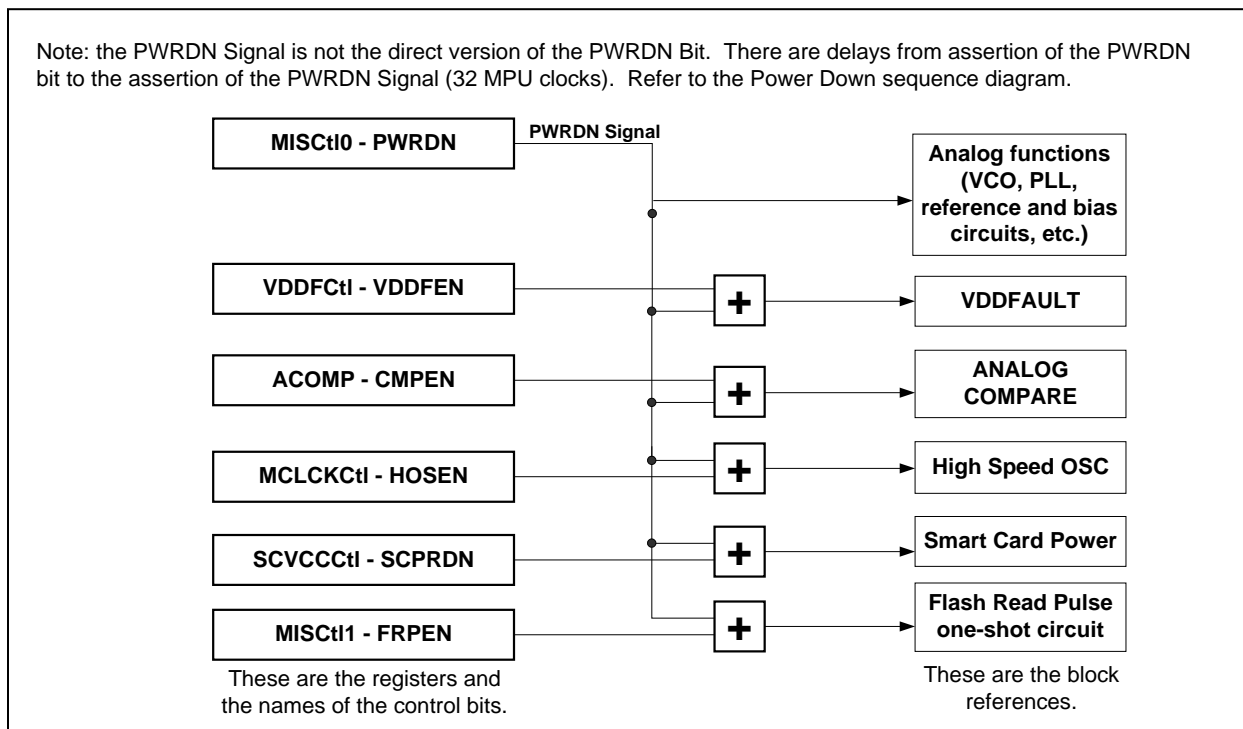 Note: the PWRDN Signal is not the direct version of the PWRDN Bit. There are delays from assertion of the PWRDN
bit to the assertion of the PWRDN Signal (32 MPU clocks). Refer to the Power Down sequence diagram.
MISCtl0 - PWRDN
PWRDN Signal
Analog functions
(VCO, PLL,
reference and bias
circuits, etc.)
VDDFCtl - VDDFEN
+
VDDFAULT
ACOMP - CMPEN
+
ANALOG
COMPARE
MCLCKCtl - HOSEN
+
High Speed OSC
SCVCCCtl - SCPRDN
+
Smart Card Power
MISCtl1 - FRPEN
+
Flash Read Pulse
one-shot circuit
These are the registers and
the names of the control bits.
These are the block
references.